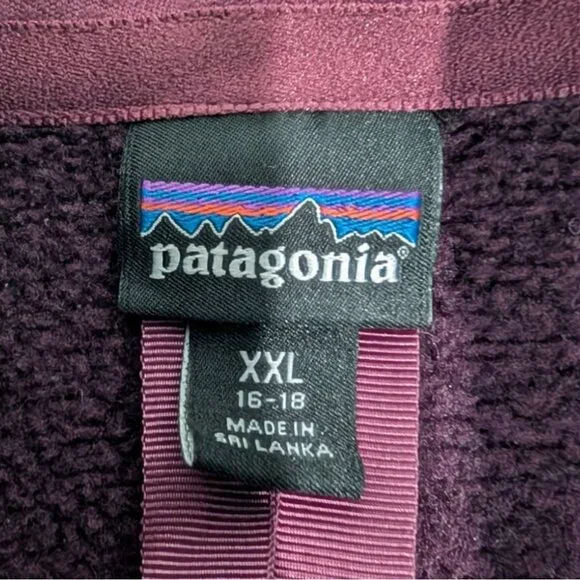 patagonia®
XXL
16-18
MADE IN
SRI LANKA